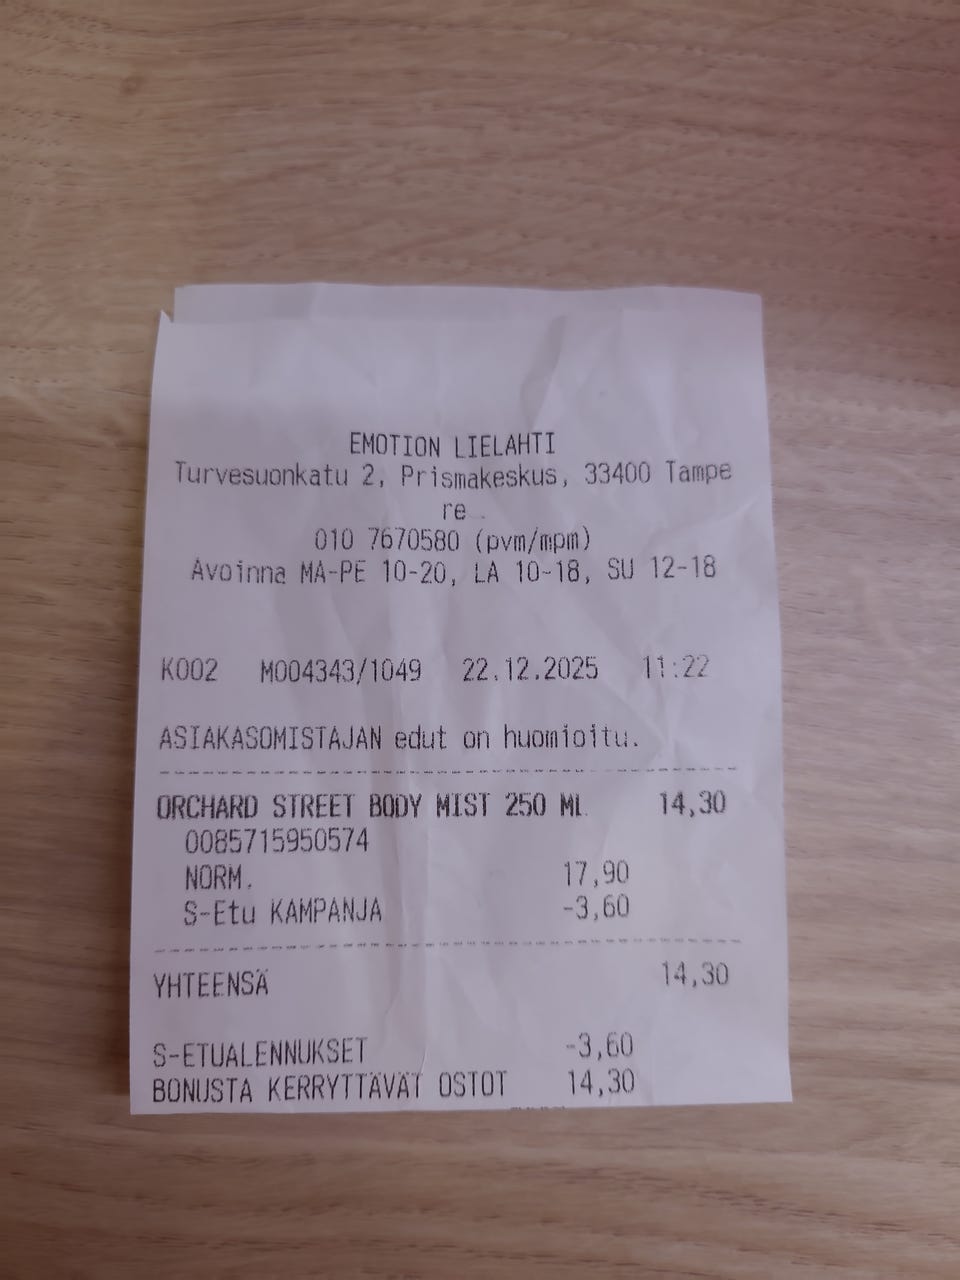 EMOTION LIELAHTI
Turvesuonkatu 2, Prismakeskus, 33400 Tampe
re
010 7670580 (pvm/mpm)
Avoinna MA-PE 10-20, LA 10-18, SU 12-18
K002 M004343/1049 22.12.2025 11:22
ASIAKASOMISTAJAN edut on huomioitu.
ORCHARD STREET BODY MIST 250 ML 14,30
0085715950574
NORM. 17,90
S-Etu KAMPANJA -3,60
YHTEENSÄ 14,30
S-ETUALENNUKSET -3,60
BONUSTA KERRYTTÄVÄT OSTOT 14,30